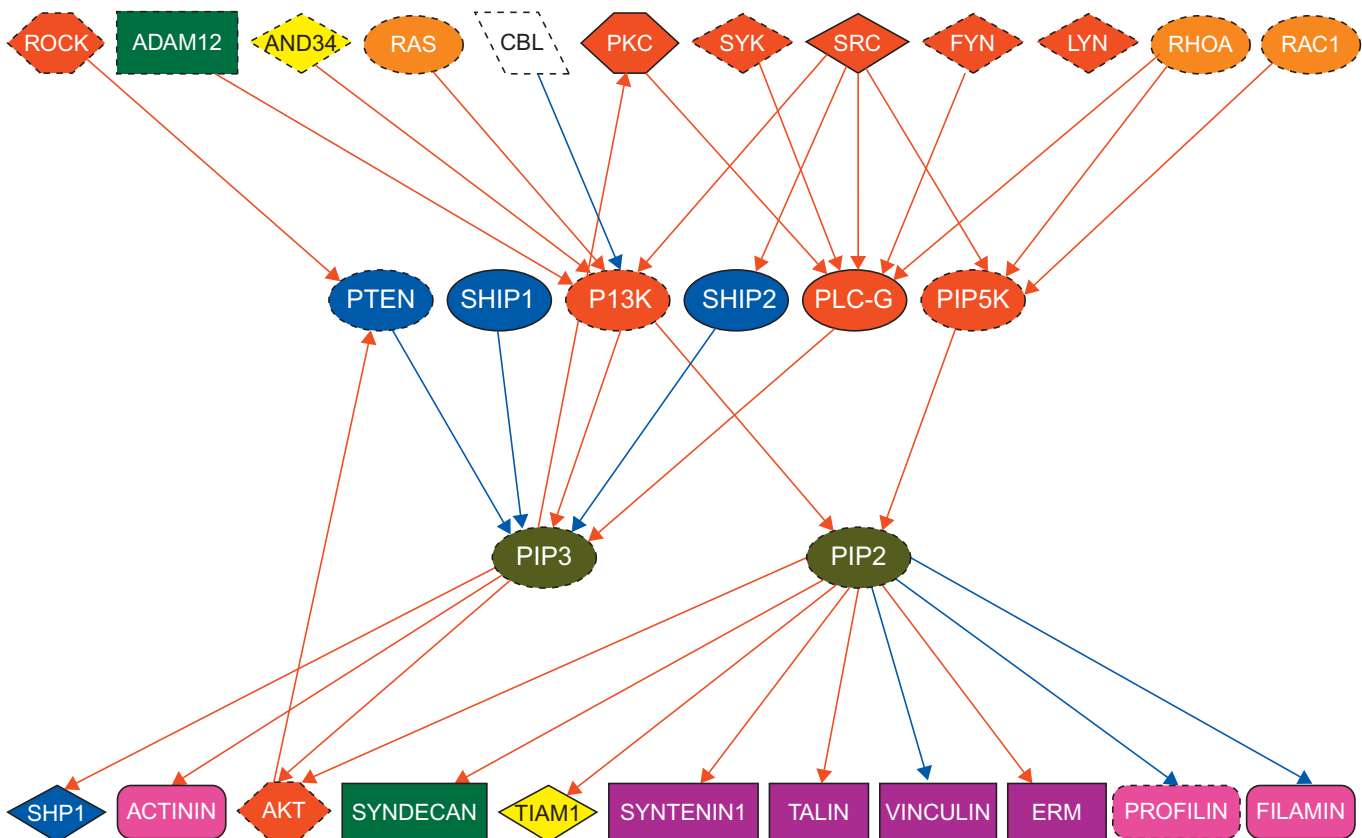 ROCK
ADAM12
AND34
RAS
CBL
PKC
SYK
SRC
FYN
LYN
RHOA
RAC1
PTEN
SHIP1
P13K
SHIP2
PLC-G
PIP5K
PIP3
PIP2
SHP1
ACTININ
AKT
SYNDECAN
TIAM1
SYNTENIN1
TALIN
VINCULIN
ERM
PROFILIN
FILAMIN